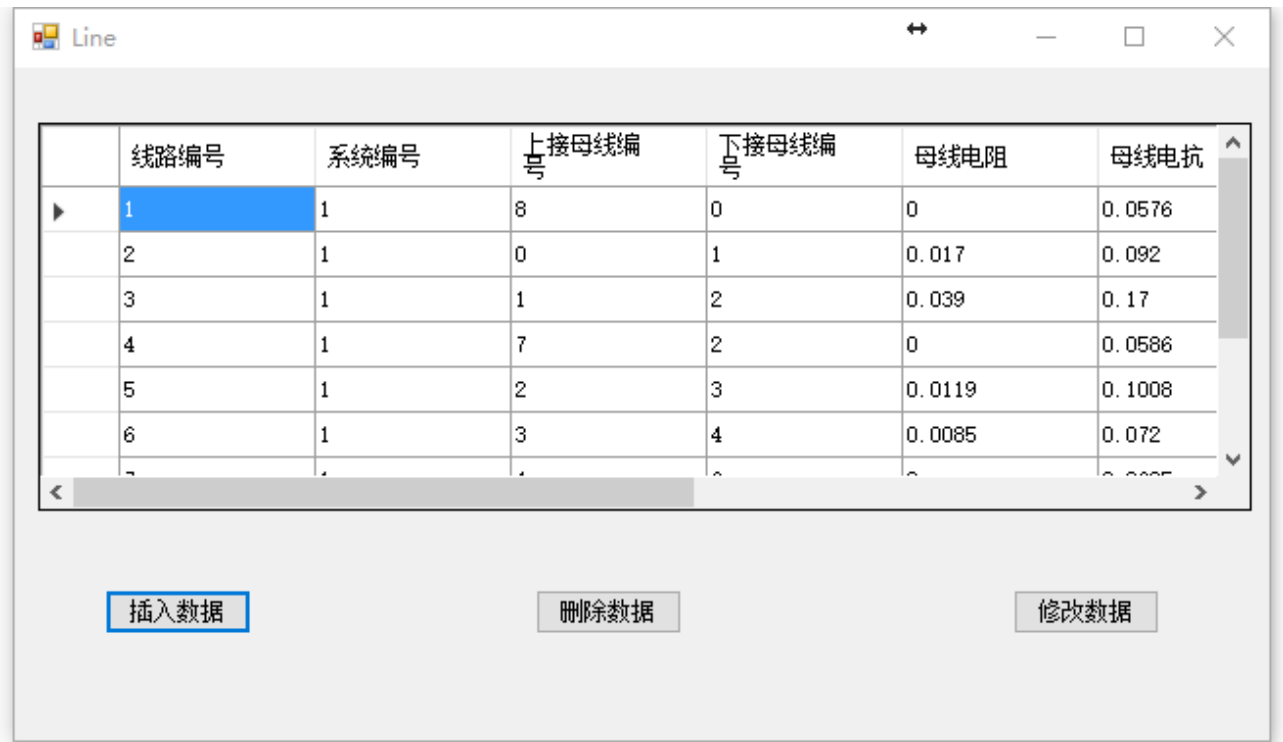 Line
线路编号 系统编号 上接母线编号 下接母线编号 母线电阻 母线电抗
1 1 8 0 0 0.0576
2 1 0 1 0.017 0.092
3 1 1 2 0.039 0.17
4 1 7 2 0 0.0586
5 1 2 3 0.0119 0.1008
6 1 3 4 0.0085 0.072
插入数据 删除数据 修改数据